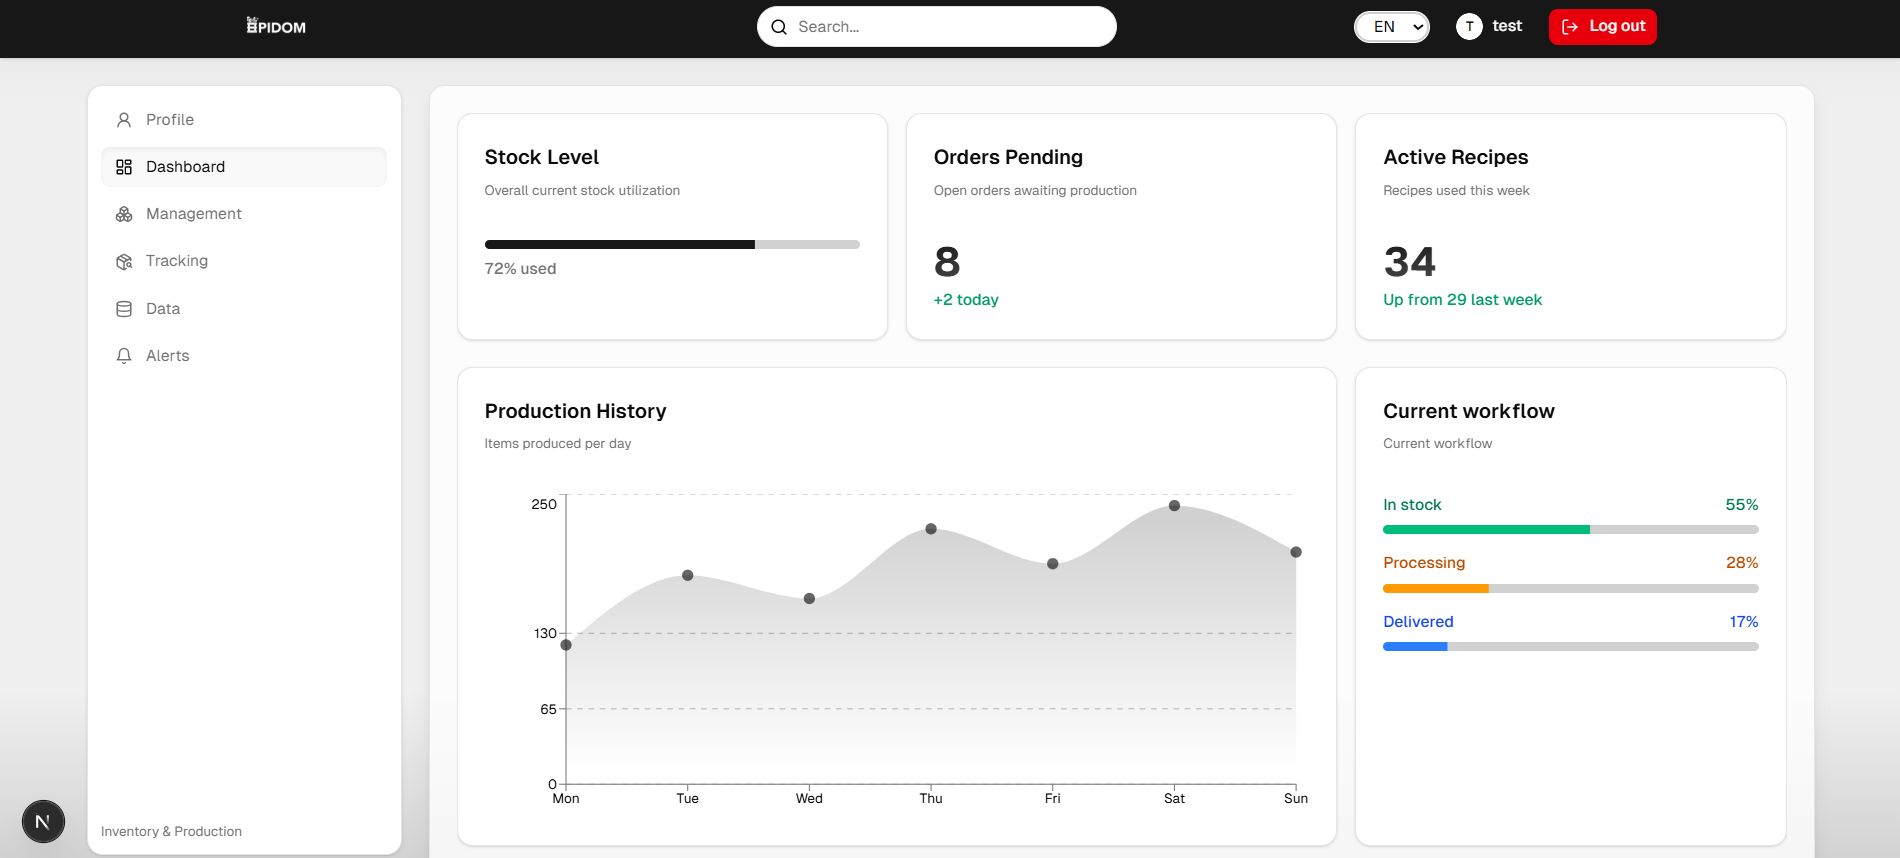 EPIDOM
Search...
EN
T
test
Log out
Profile
Dashboard
Management
Tracking
Data
Alerts
Inventory & Production
N
Stock Level
Overall current stock utilization
72% used
Orders Pending
Open orders awaiting production
8
+2 today
Active Recipes
Recipes used this week
34
Up from 29 last week
Production History
Items produced per day
250
130
65
0
Mon Tue Wed Thu Fri Sat Sun
Current workflow
Current workflow
In stock 55%
Processing 28%
Delivered 17%